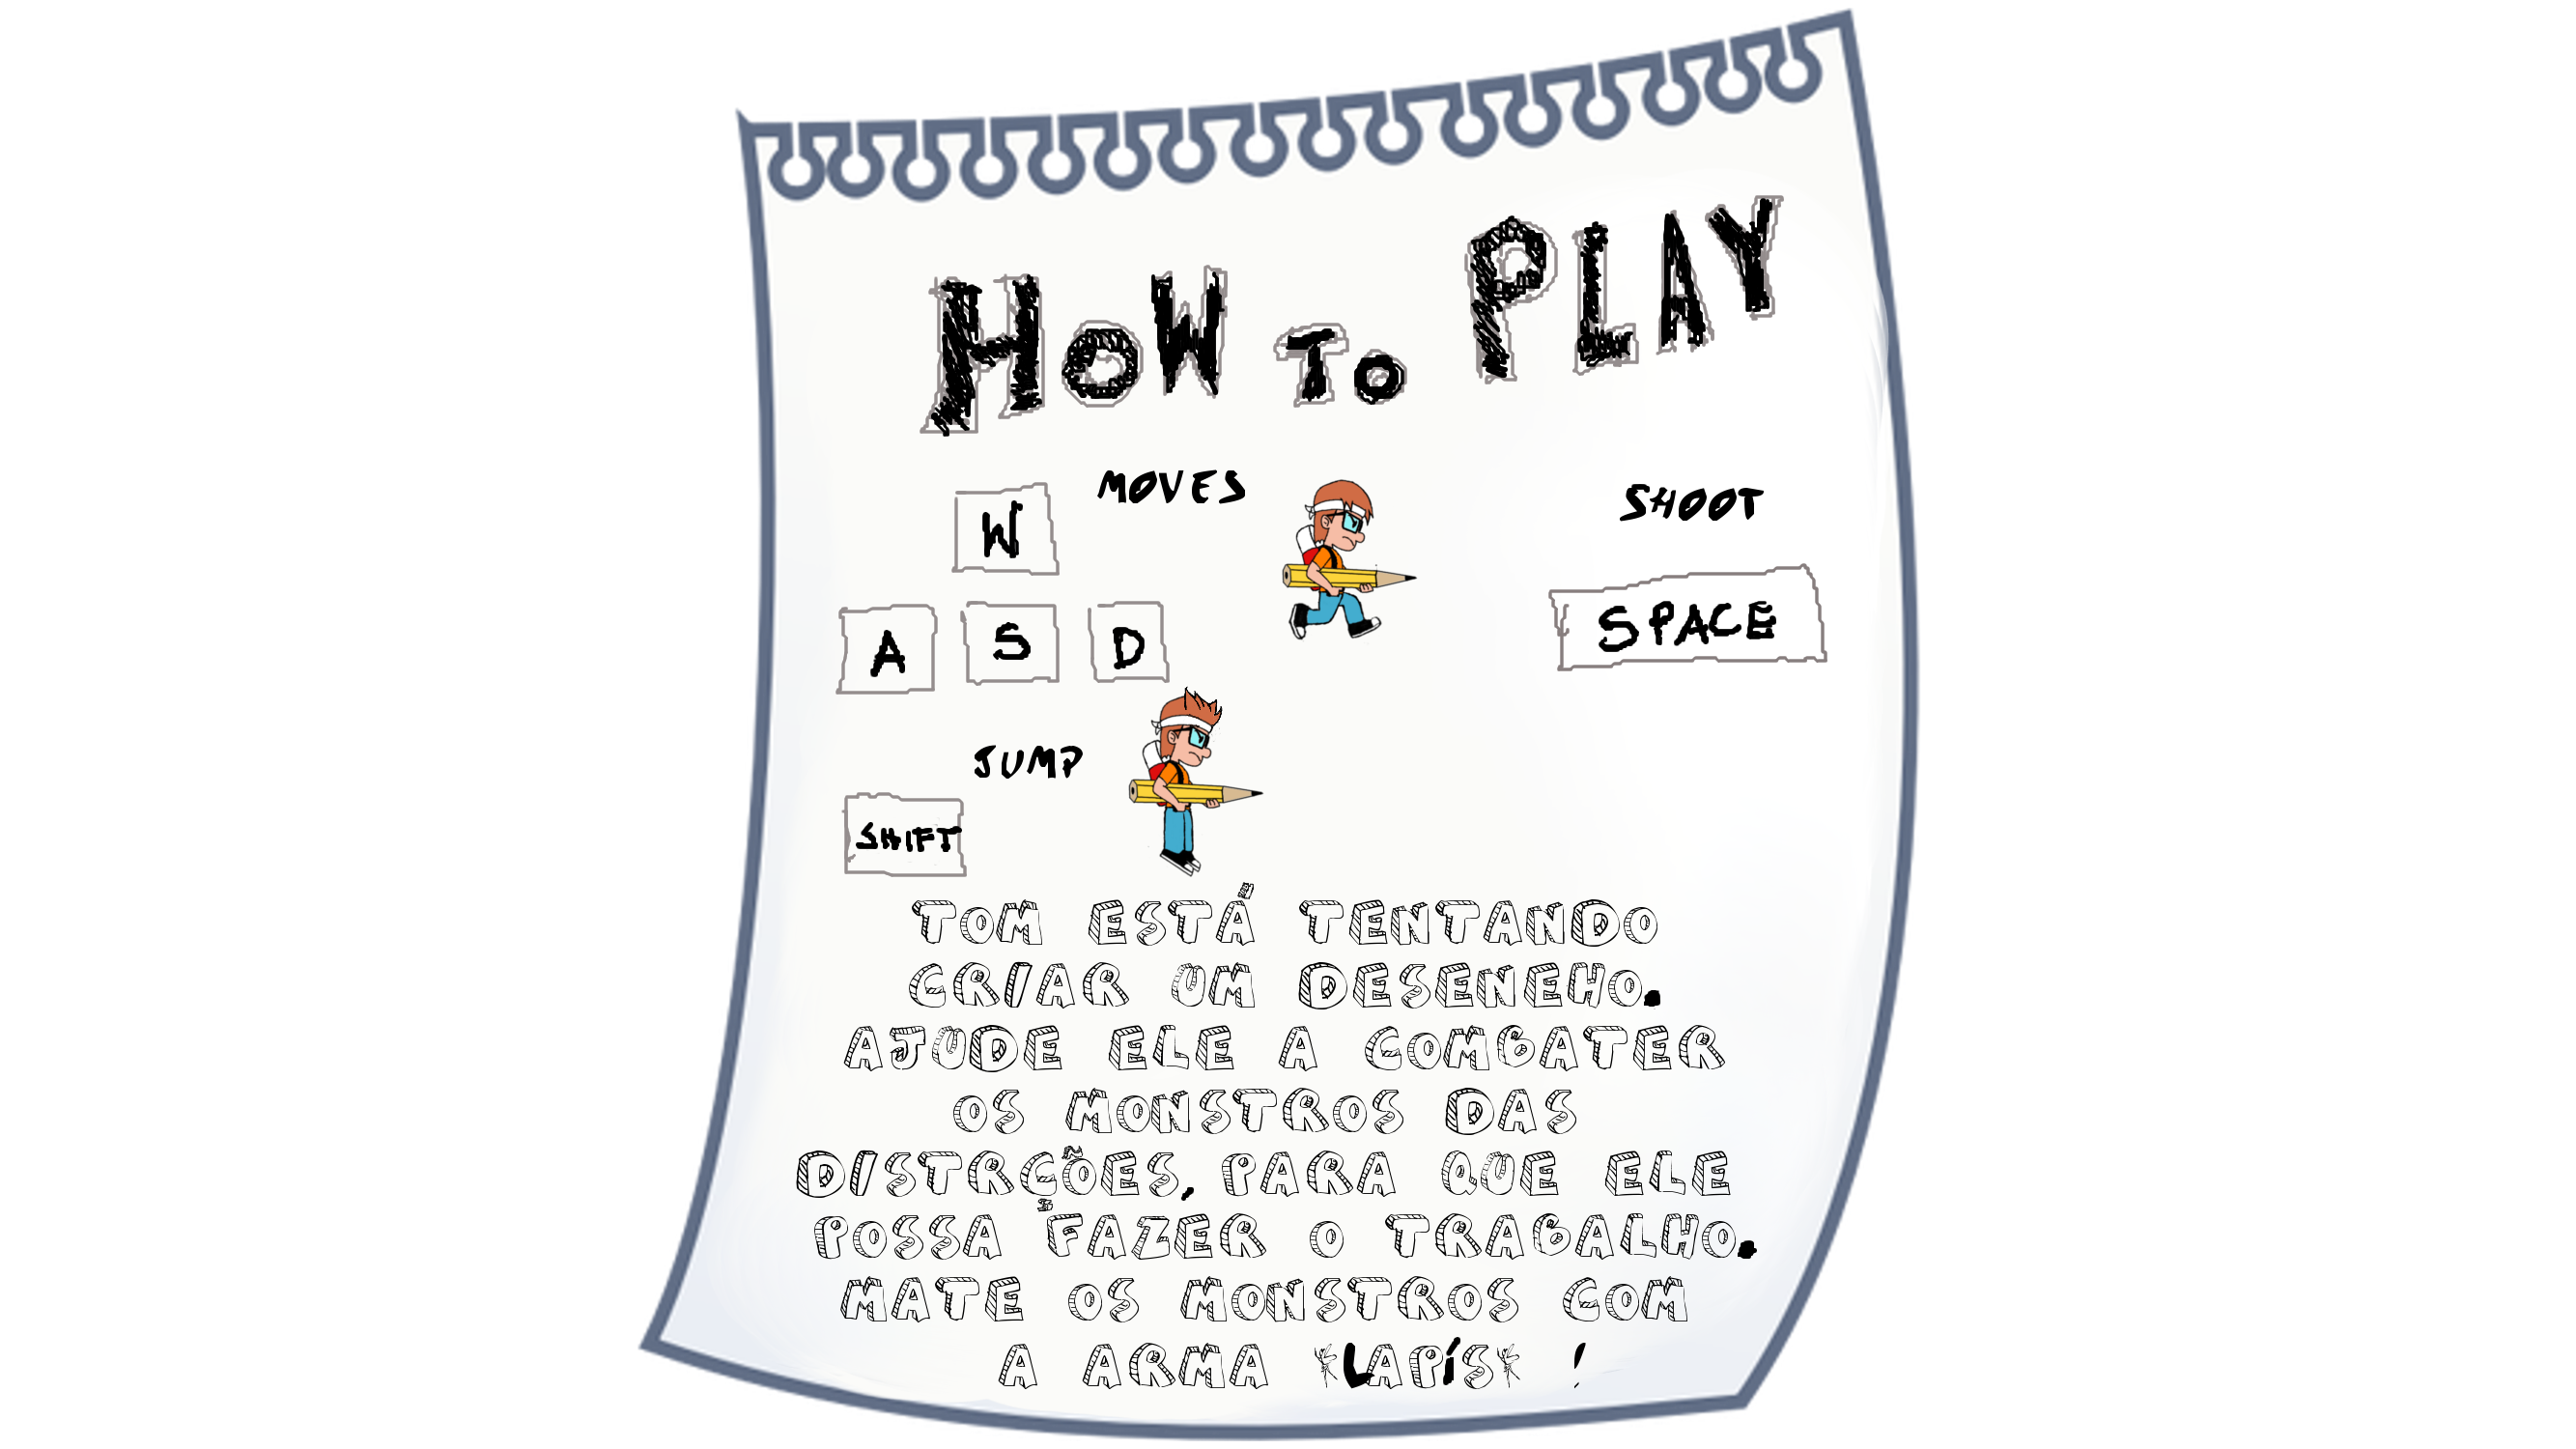 HOW TO PLAY
MOVES
SHOOT
W
A S D
SPACE
JUMP
SHIFT
TOM ESTÁ TENTANDO
CRIAR UM DESENEHO.
AJUDE ELE A COMBATER
OS MONSTROS DAS
DISTRÇÕES, PARA QUE ELE
POSSA FAZER O TRABALHO.
MATE OS MONSTROS COM
A ARMA *LAPÍS* !